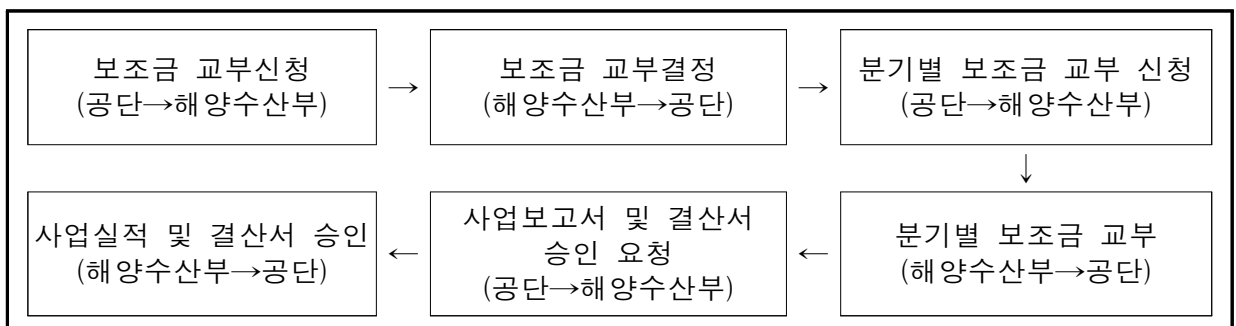 보조금 교부신청
(공단→해양수산부)
→
보조금 교부결정
(해양수산부→공단)
→
분기별 보조금 교부 신청
(공단→해양수산부)
↓
분기별 보조금 교부
(해양수산부→공단)
←
사업보고서 및 결산서
승인 요청
(공단→해양수산부)
←
사업실적 및 결산서 승인
(해양수산부→공단)